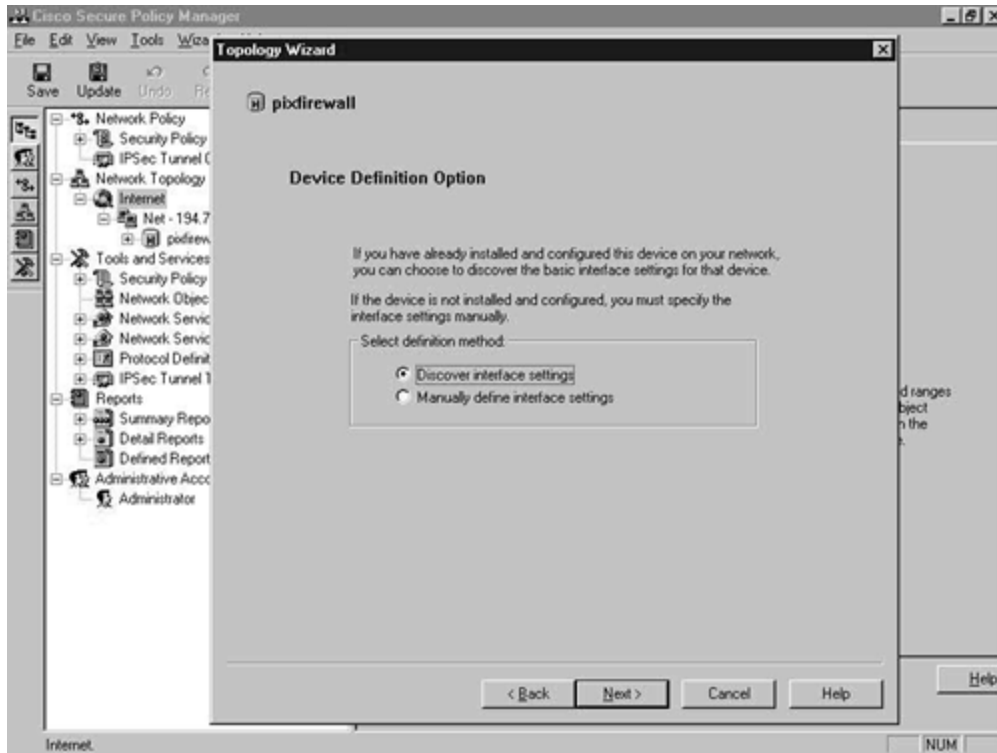 Cisco Secure Policy Manager
File Edit View Tools
Topology Wizard
Save Update Undo
pixfirewall
Network Policy
Security Policy
IPSec Tunnel
Network Topology
Internet
Net - 194.7
pixfirew
Tools and Services
Security Policy
Network Objec
Network Servic
Network Servic
Protocol Definit
IPSec Tunnel T
Reports
Summary Repo
Detail Reports
Defined Report
Administrative Acco
Administrator
Device Definition Option
If you have already installed and configured this device on your network,
you can choose to discover the basic interface settings for that device.
If the device is not installed and configured, you must specify the
interface settings manually.
Select definition method:
Discover interface settings
Manually define interface settings
d ranges
bject
n the
< Back Next > Cancel Help
Help
Internet. NUM